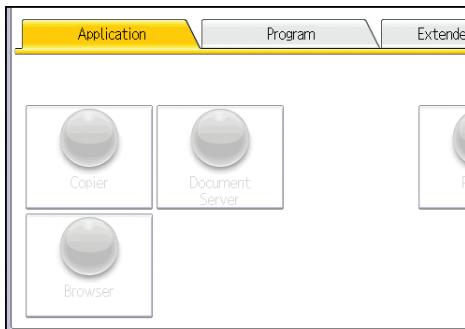 Application
Program
Extende
Copier
Document
Server
Browser